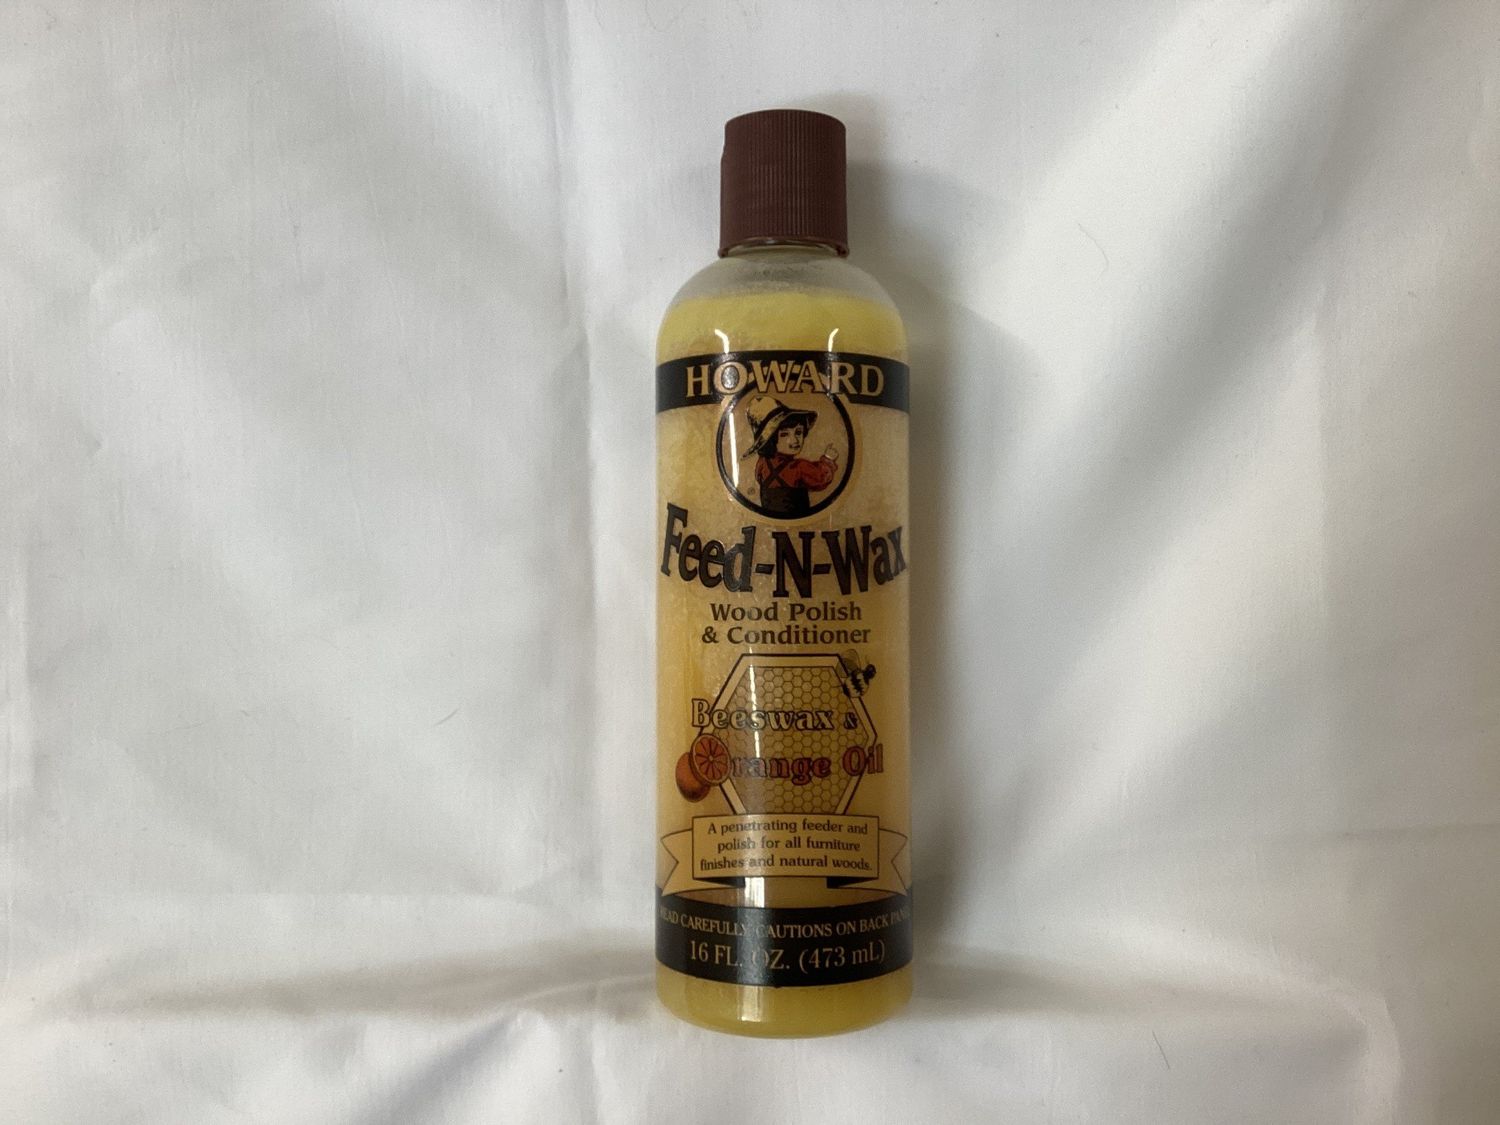 HOWARD
®
Feed-N-Wax
Wood Polish
& Conditioner
Beeswax &
Orange Oil
A penetrating feeder and
polish for all furniture
finishes and natural woods.
READ CAREFULLY CAUTIONS ON BACK PANEL
16 FL. OZ. (473 mL)